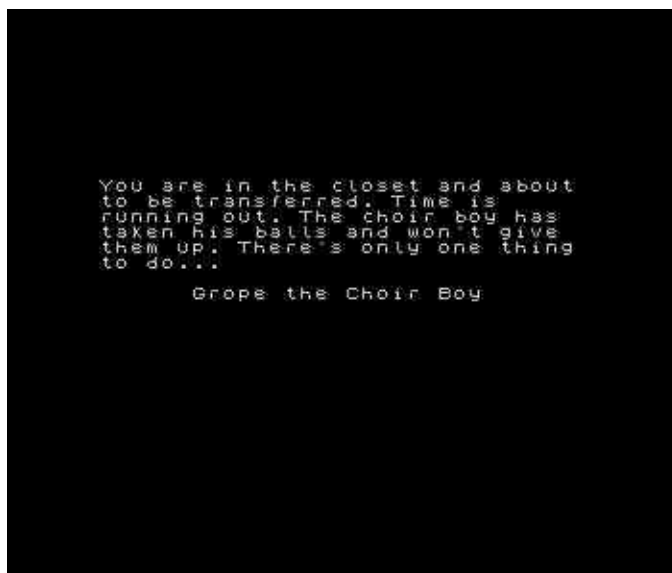 You are in the closet and about
to be transferred. Time is
running out. The choir boy has
taken his balls and won't give
them up. There's only one thing
to do...
Grope the Choir Boy